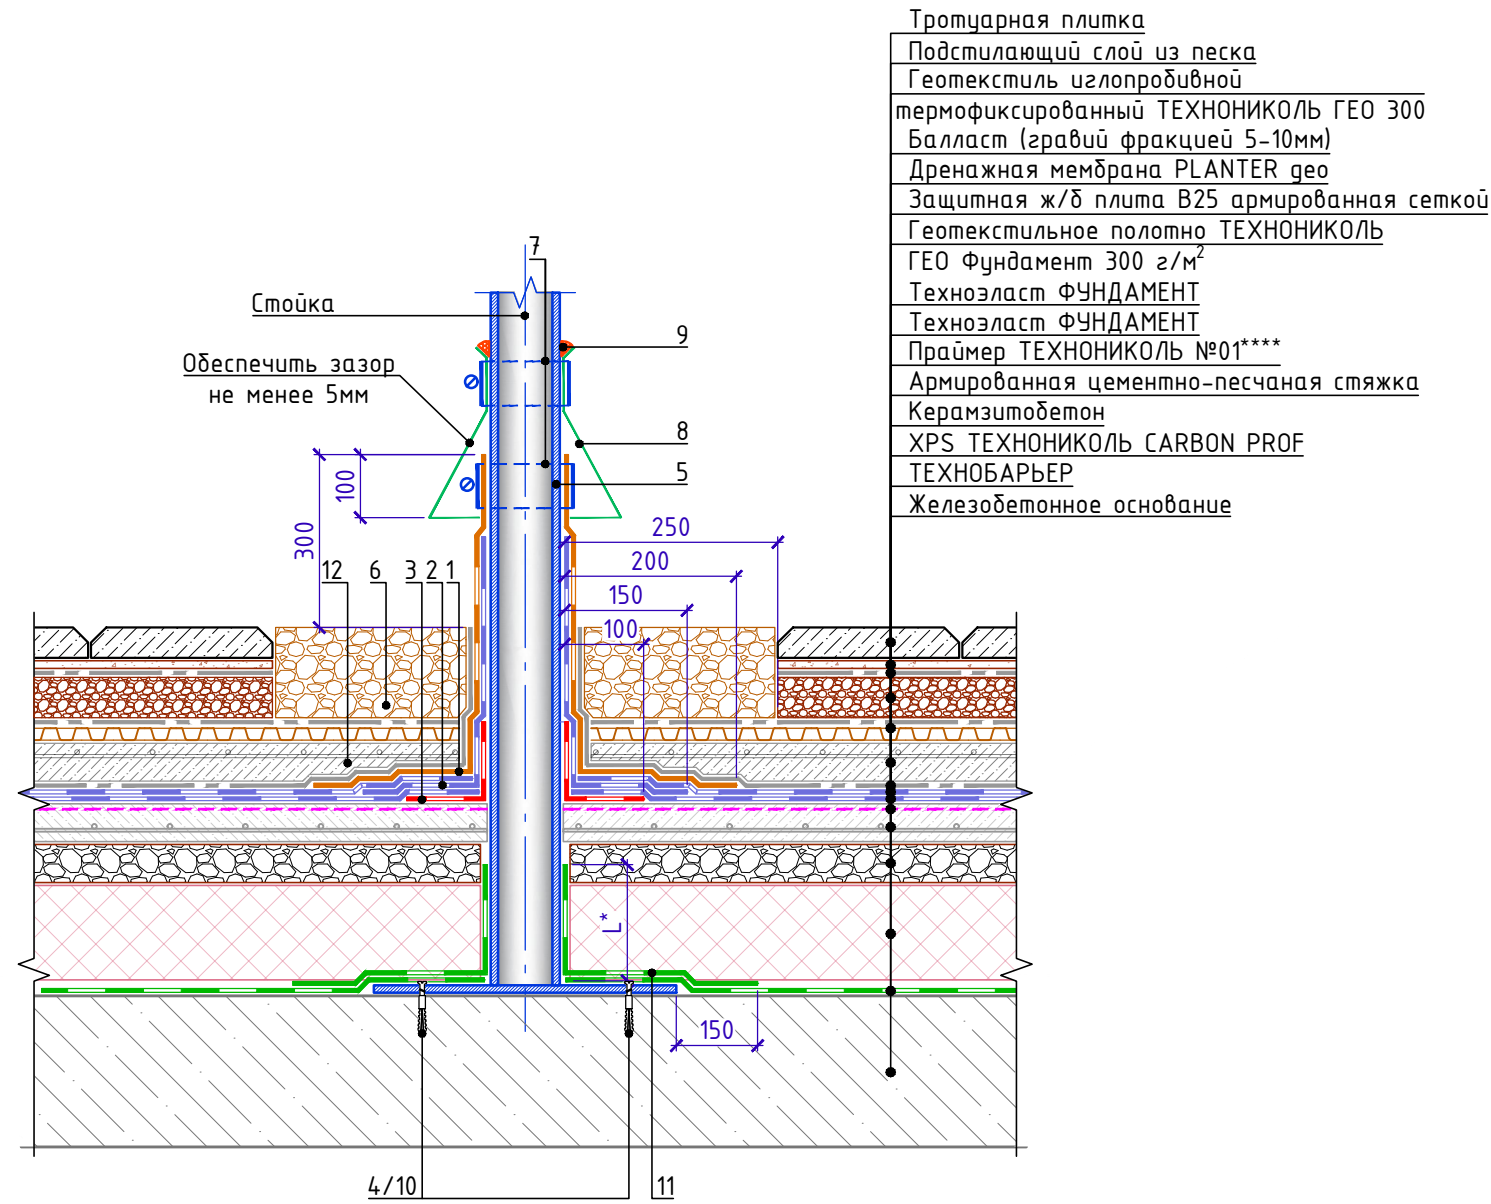 Тротуарная плитка
Подстилающий слой из песка
Геотекстиль иглопробивной
термофиксированный ТЕХНОНИКОЛЬ ГЕО 300
Балласт (гравий фракцией 5-10мм)
Дренажная мембрана PLANTER geo
Защитная ж/б плита В25 армированная сеткой
Геотекстильное полотно ТЕХНОНИКОЛЬ
ГЕО Фундамент 300 г/м²
Техноэласт ФУНДАМЕНТ
Техноэласт ФУНДАМЕНТ
Праймер ТЕХНОНИКОЛЬ №01****
Армированная цементно-песчаная стяжка
Керамзитобетон
XPS ТЕХНОНИКОЛЬ CARBON PROF
ТЕХНОБАРЬЕР
Железобетонное основание
7
Стойка
9
Обеспечить зазор
не менее 5мм
8
5
100
300
250
200
150
100
12
6
3
2
1
L*
150
4/10
11